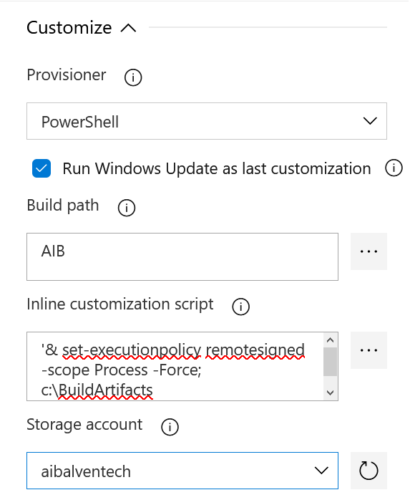 Customize
Provisioner
PowerShell
Run Windows Update as last customization
Build path
AIB
...
Inline customization script
'& set-executionpolicy remotesigned
-scope Process -Force;
c:\BuildArtifacts
...
Storage account
aibalventech